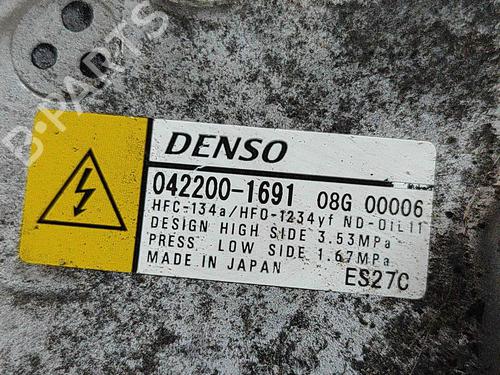 B-PARTS
DENSO
042200-1691 08G 00006
HFC-134a/HFO-1234yf ND-OIL11
DESIGN HIGH SIDE 3.53MPa
PRESS. LOW SIDE 1.67MPa
MADE IN JAPAN ES27C